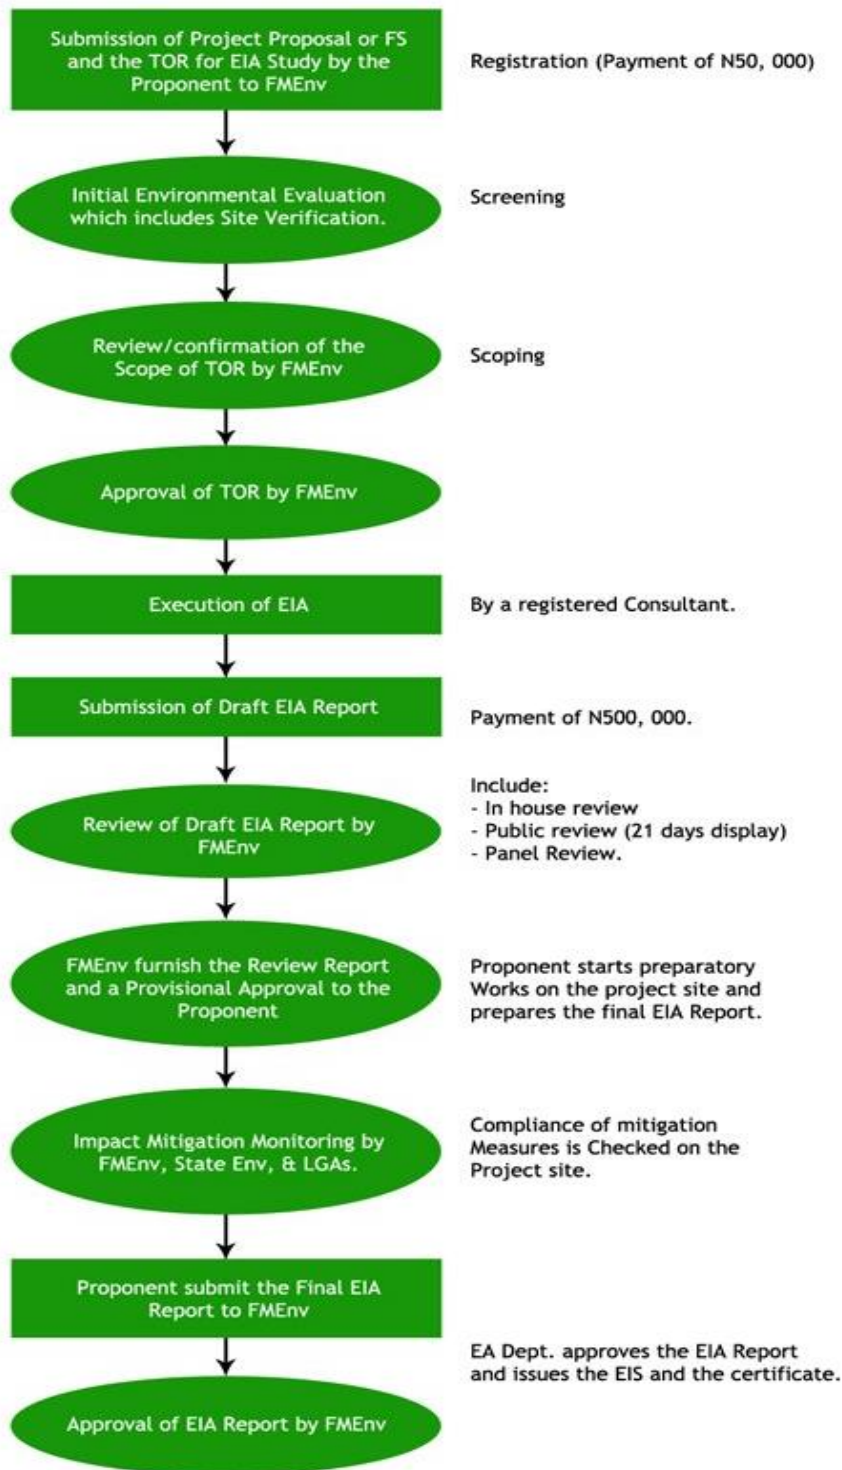 Submission of Project Proposal or FS
and the TOR for EIA Study by the
Proponent to FMEnv
Registration (Payment of N50, 000)
Initial Environmental Evaluation
which includes Site Verification.
Screening
Review/confirmation of the
Scope of TOR by FMEnv
Scoping
Approval of TOR by FMEnv
Execution of EIA
By a registered Consultant.
Submission of Draft EIA Report
Payment of N500, 000.
Review of Draft EIA Report by
FMEnv
Include:
- In house review
- Public review (21 days display)
- Panel Review.
FMEnv furnish the Review Report
and a Provisional Approval to the
Proponent
Proponent starts preparatory
Works on the project site and
prepares the final EIA Report.
Impact Mitigation Monitoring by
FMEnv, State Env, & LGAs.
Compliance of mitigation
Measures is Checked on the
Project site.
Proponent submit the Final EIA
Report to FMEnv
EA Dept. approves the EIA Report
and issues the EIS and the certificate.
Approval of EIA Report by FMEnv